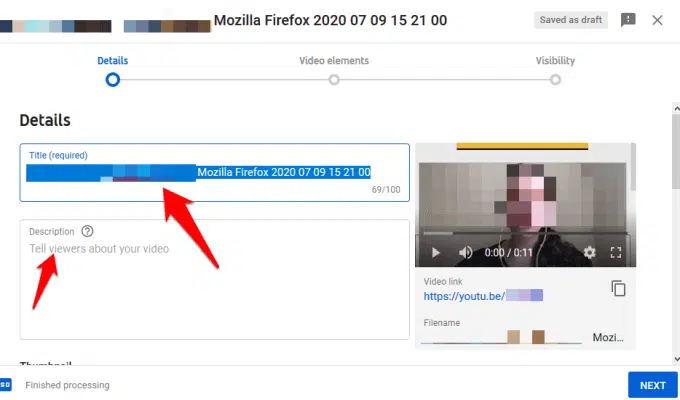 Mozilla Firefox 2020 07 09 15 21 00
Saved as draft
Details
Video elements
Visibility
Details
Title (required)
Mozilla Firefox 2020 07 09 15 21 00
69/100
Description
Tell viewers about your video
0:00 / 0:11
Video link
https://youtu.be/
Filename
Mozi...
Thumbnail
SD
Finished processing
NEXT